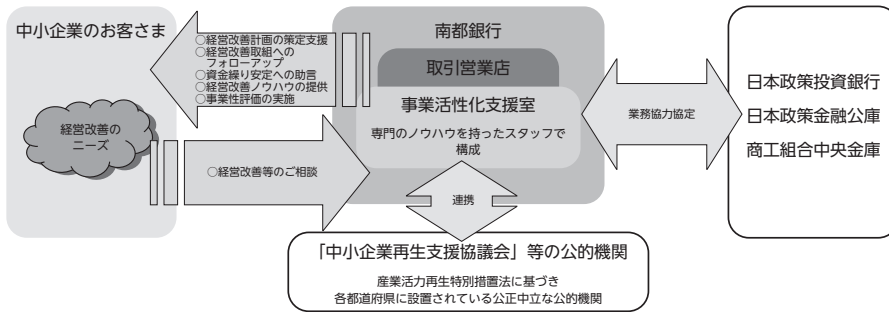 中小企業のお客さま
経営改善の
ニーズ
○経営改善計画の策定支援
○経営改善取組への
フォローアップ
○資金繰り安定への助言
○経営改善ノウハウの提供
○事業性評価の実施
○経営改善等のご相談
南都銀行
取引営業店
事業活性化支援室
専門のノウハウを持ったスタッフで
構成
連携
「中小企業再生支援協議会」等の公的機関
産業活力再生特別措置法に基づき
各都道府県に設置されている公正中立な公的機関
業務協力協定
日本政策投資銀行
日本政策金融公庫
商工組合中央金庫